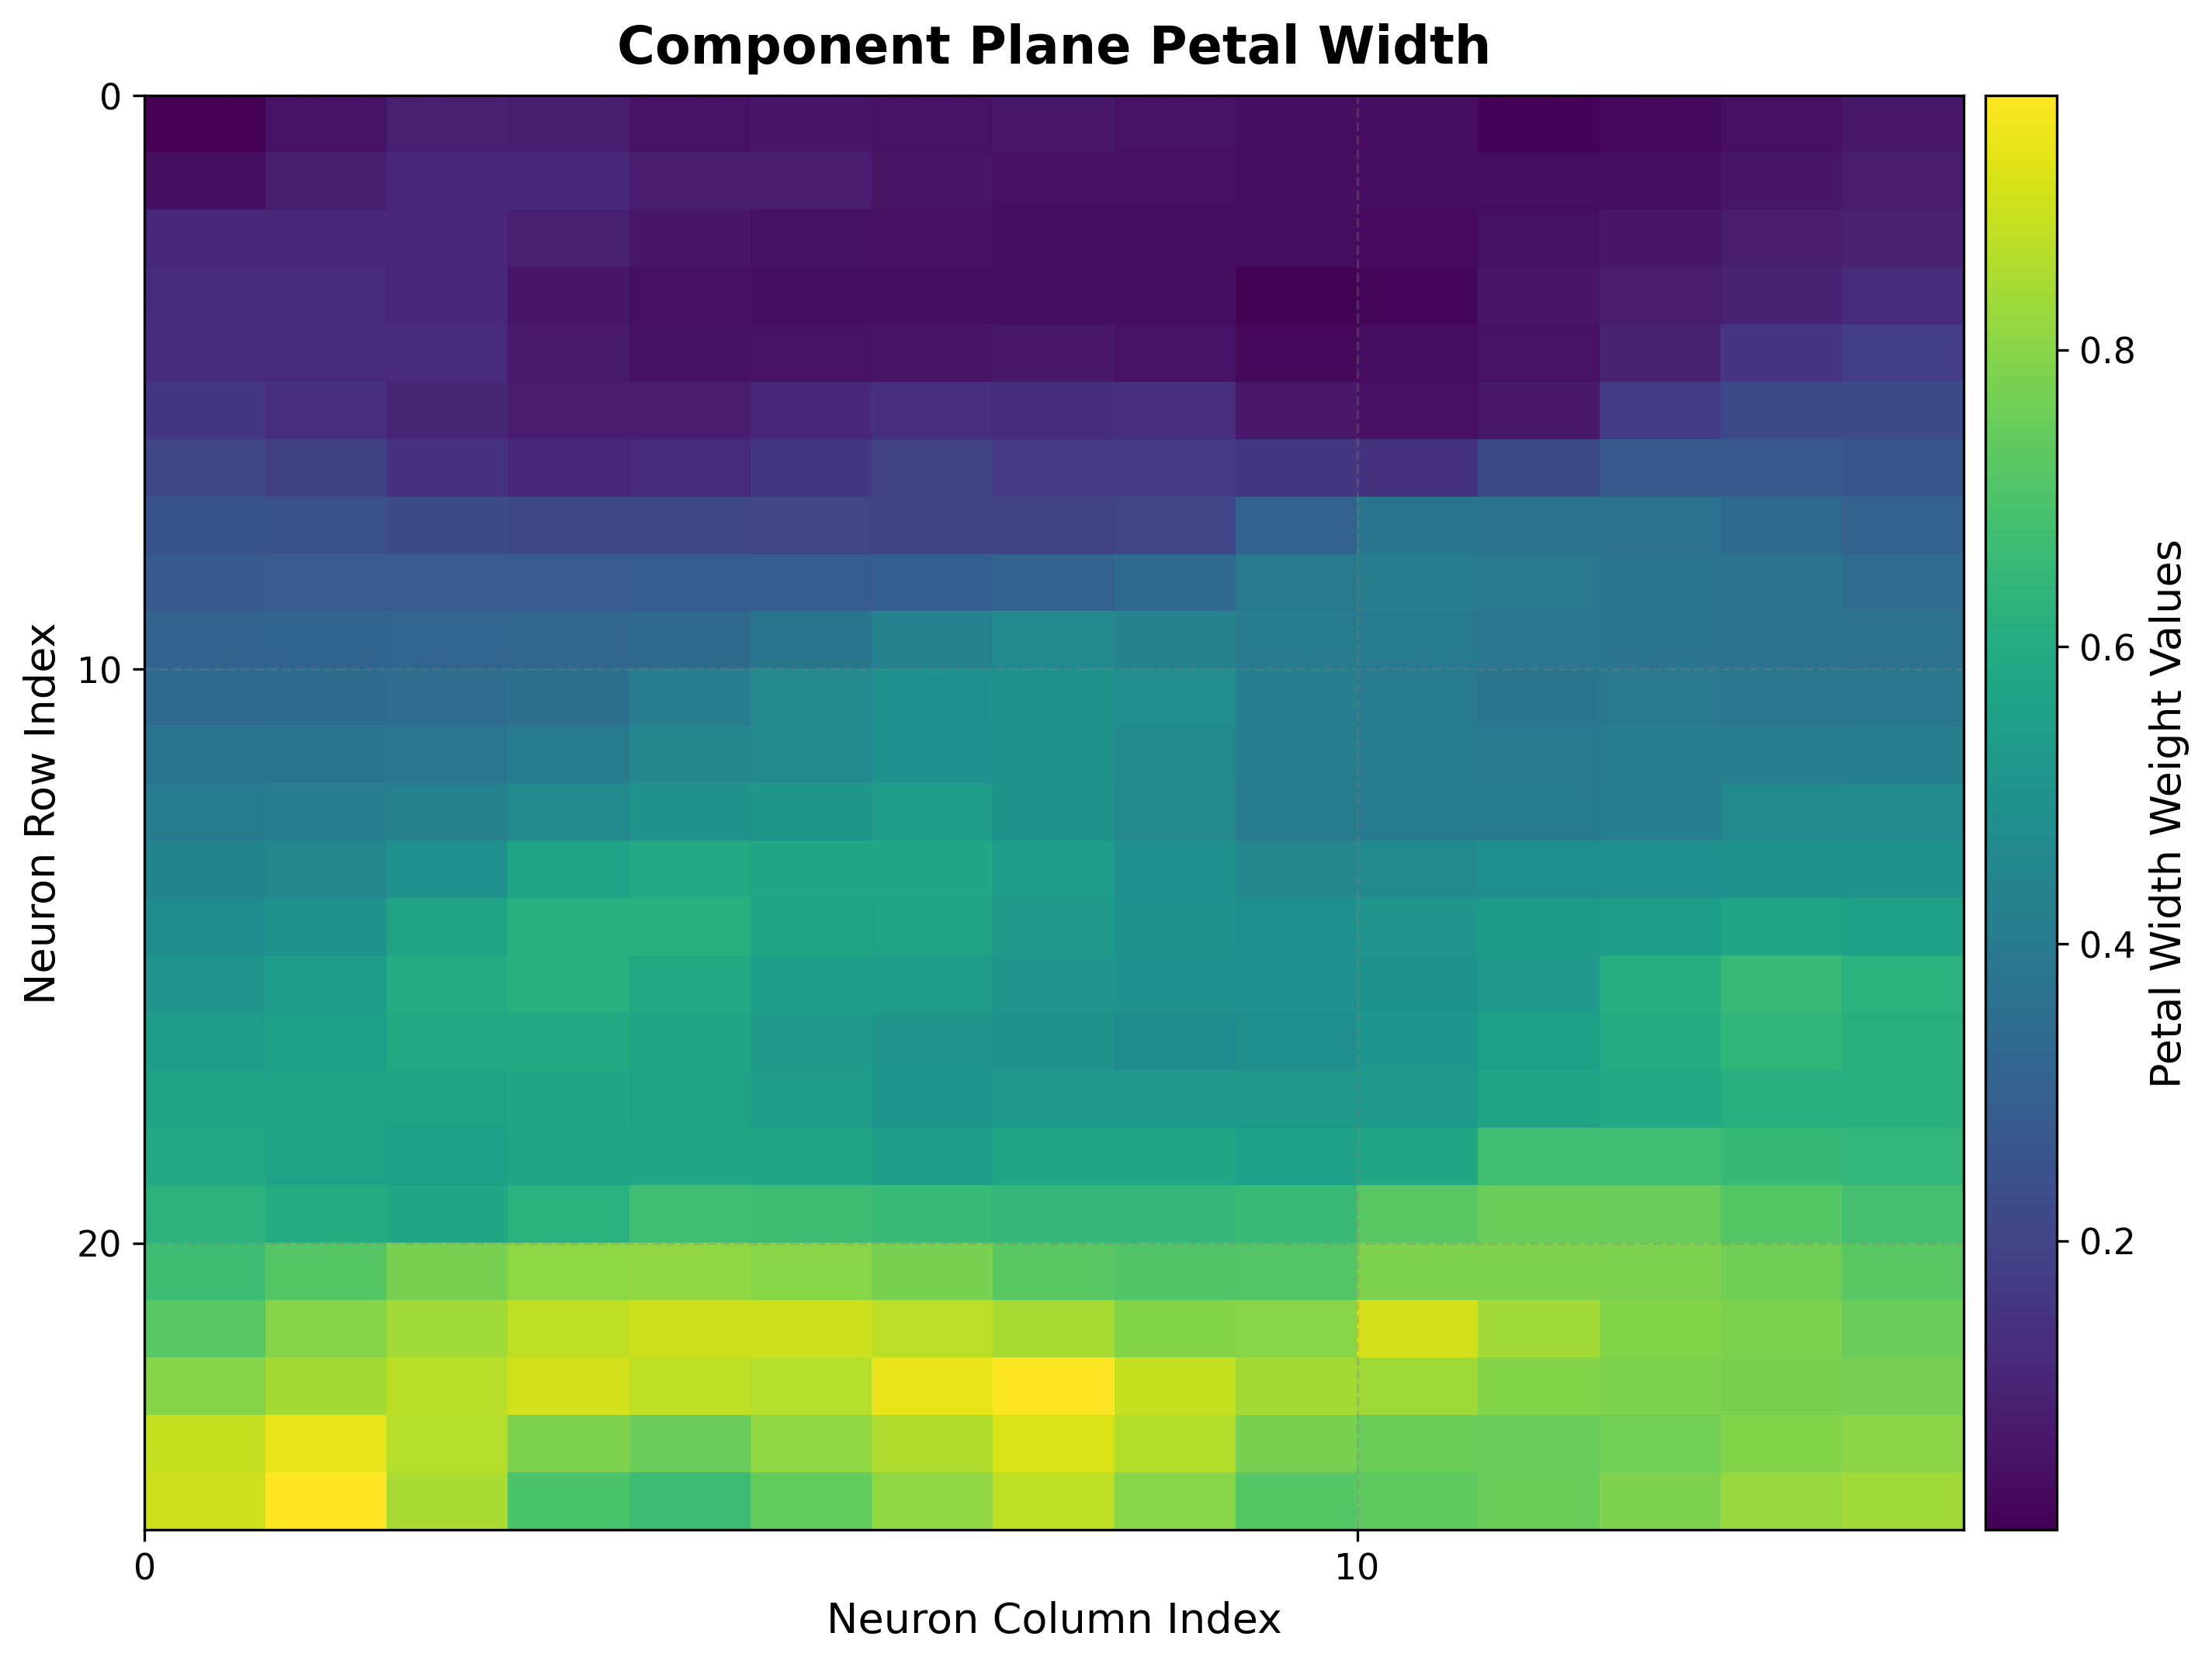 Component Plane Petal Width
0
10
20
Neuron Row Index
0
10
Neuron Column Index
0.8
0.6
0.4
0.2
Petal Width Weight Values